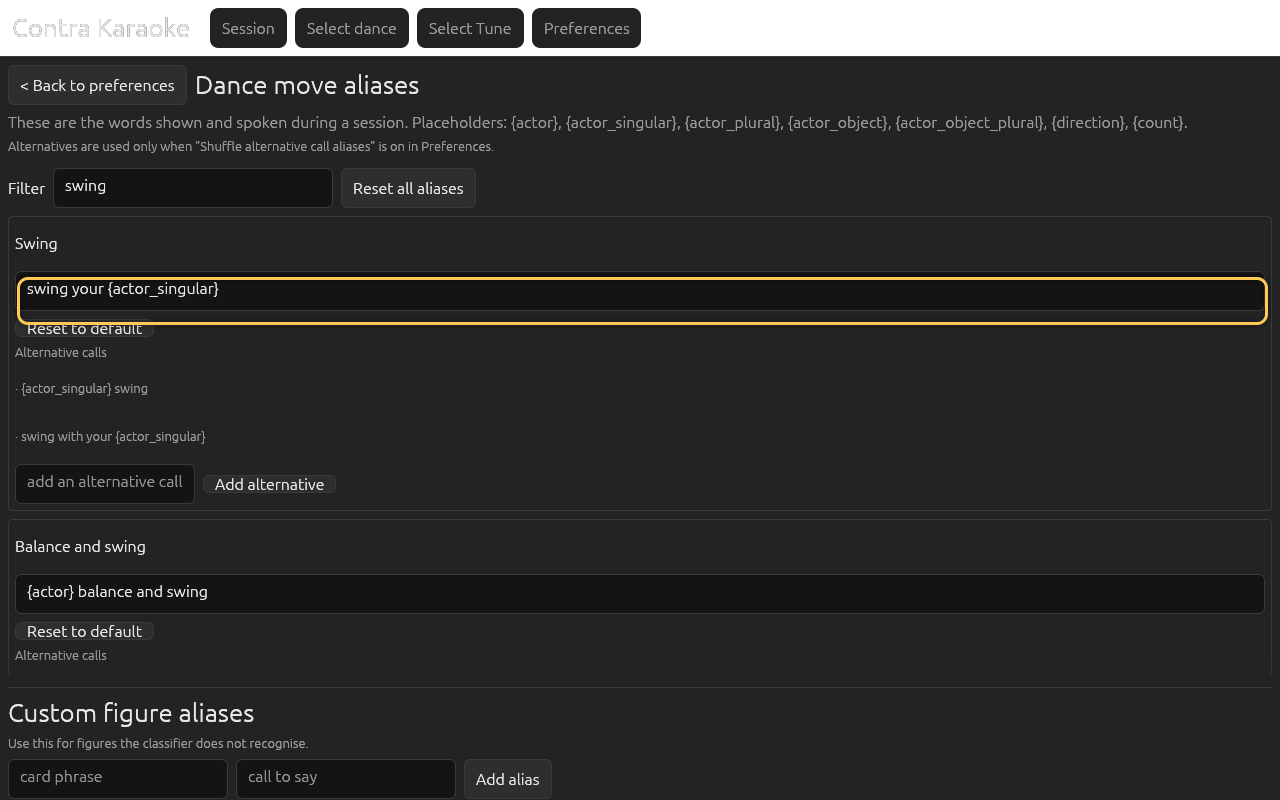 Contra Karaoke Session Select dance Select Tune Preferences
< Back to preferences Dance move aliases
These are the words shown and spoken during a session. Placeholders: {actor}, {actor_singular}, {actor_plural}, {actor_object}, {actor_object_plural}, {direction}, {count}.
Alternatives are used only when "Shuffle alternative call aliases" is on in Preferences.
Filter swing Reset all aliases
Swing
swing your {actor_singular}
Reset to default
Alternative calls
· {actor_singular} swing
· swing with your {actor_singular}
add an alternative call Add alternative
Balance and swing
{actor} balance and swing
Reset to default
Alternative calls
Custom figure aliases
Use this for figures the classifier does not recognise.
card phrase call to say Add alias